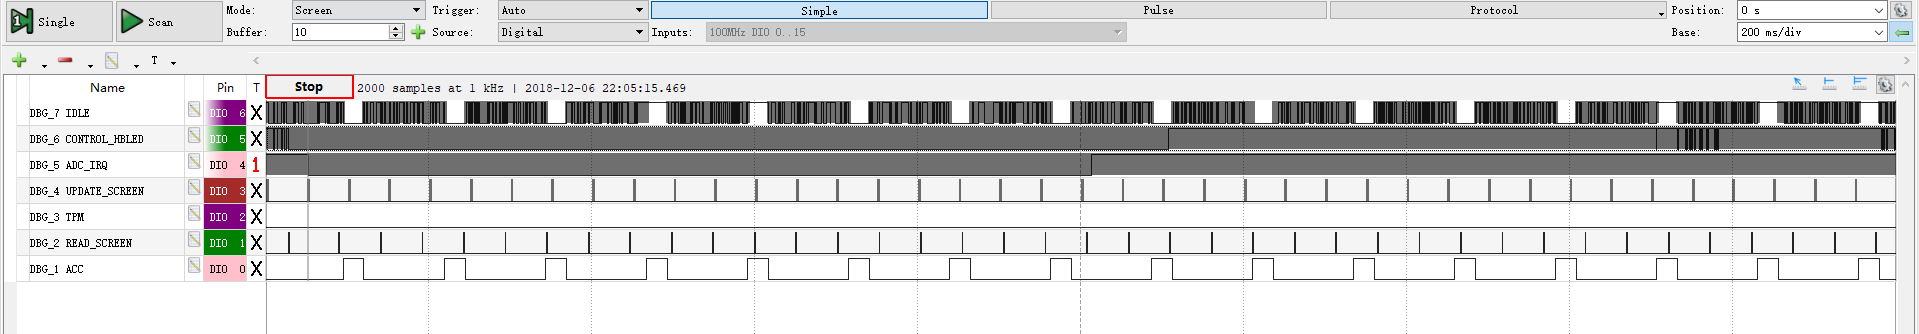 Single
Scan
Mode: Screen Trigger: Auto Simple Pulse Protocol Position: 0 s
Buffer: 10 Source: Digital Inputs: 100MHz DIO 0..15 Base: 200 ms/div
T
Name Pin T Stop 2000 samples at 1 kHz | 2018-12-06 22:05:15.469
DBG_7 IDLE DIO 6 X
DBG_6 CONTROL_HBLED DIO 5 X
DBG_5 ADC_IRQ DIO 4 1
DBG_4 UPDATE_SCREEN DIO 3 X
DBG_3 TPM DIO 2 X
DBG_2 READ_SCREEN DIO 1 X
DBG_1 ACC DIO 0 X